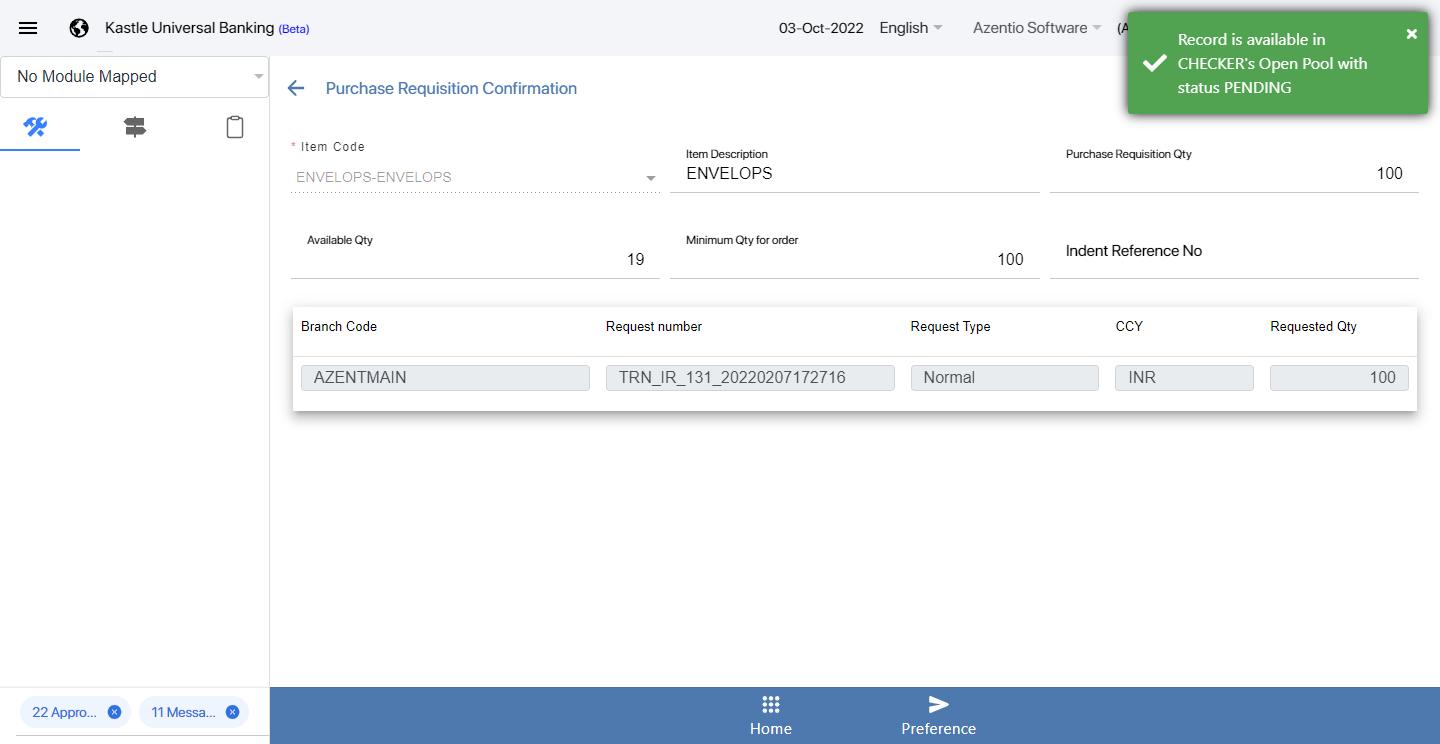 Kastle Universal Banking (Beta)
03-Oct-2022
English
Azentio Software
(A
Record is available in
CHECKER's Open Pool with
status PENDING
No Module Mapped
Purchase Requisition Confirmation
* Item Code
ENVELOPS-ENVELOPS
Item Description
ENVELOPS
Purchase Requisition Qty
100
Available Qty
19
Minimum Qty for order
100
Indent Reference No
Branch Code Request number Request Type CCY Requested Qty
AZENTMAIN TRN_IR_131_20220207172716 Normal INR 100
22 Appro...
11 Messa...
Home
Preference